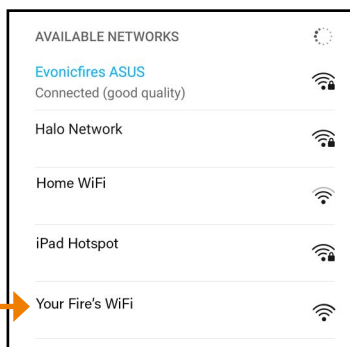 AVAILABLE NETWORKS
Evonicfires ASUS
Connected (good quality)
Halo Network
Home WiFi
iPad Hotspot
Your Fire's WiFi